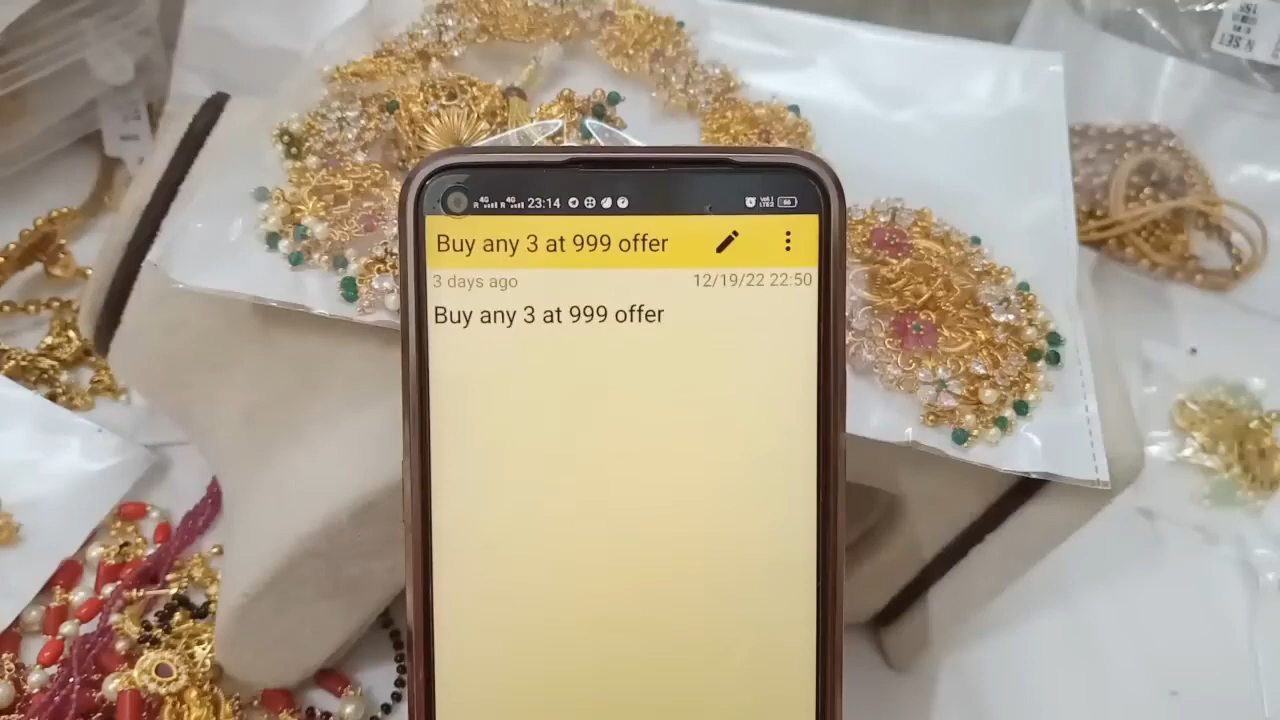 N SET
23:14
Buy any 3 at 999 offer
3 days ago
12/19/22 22:50
Buy any 3 at 999 offer